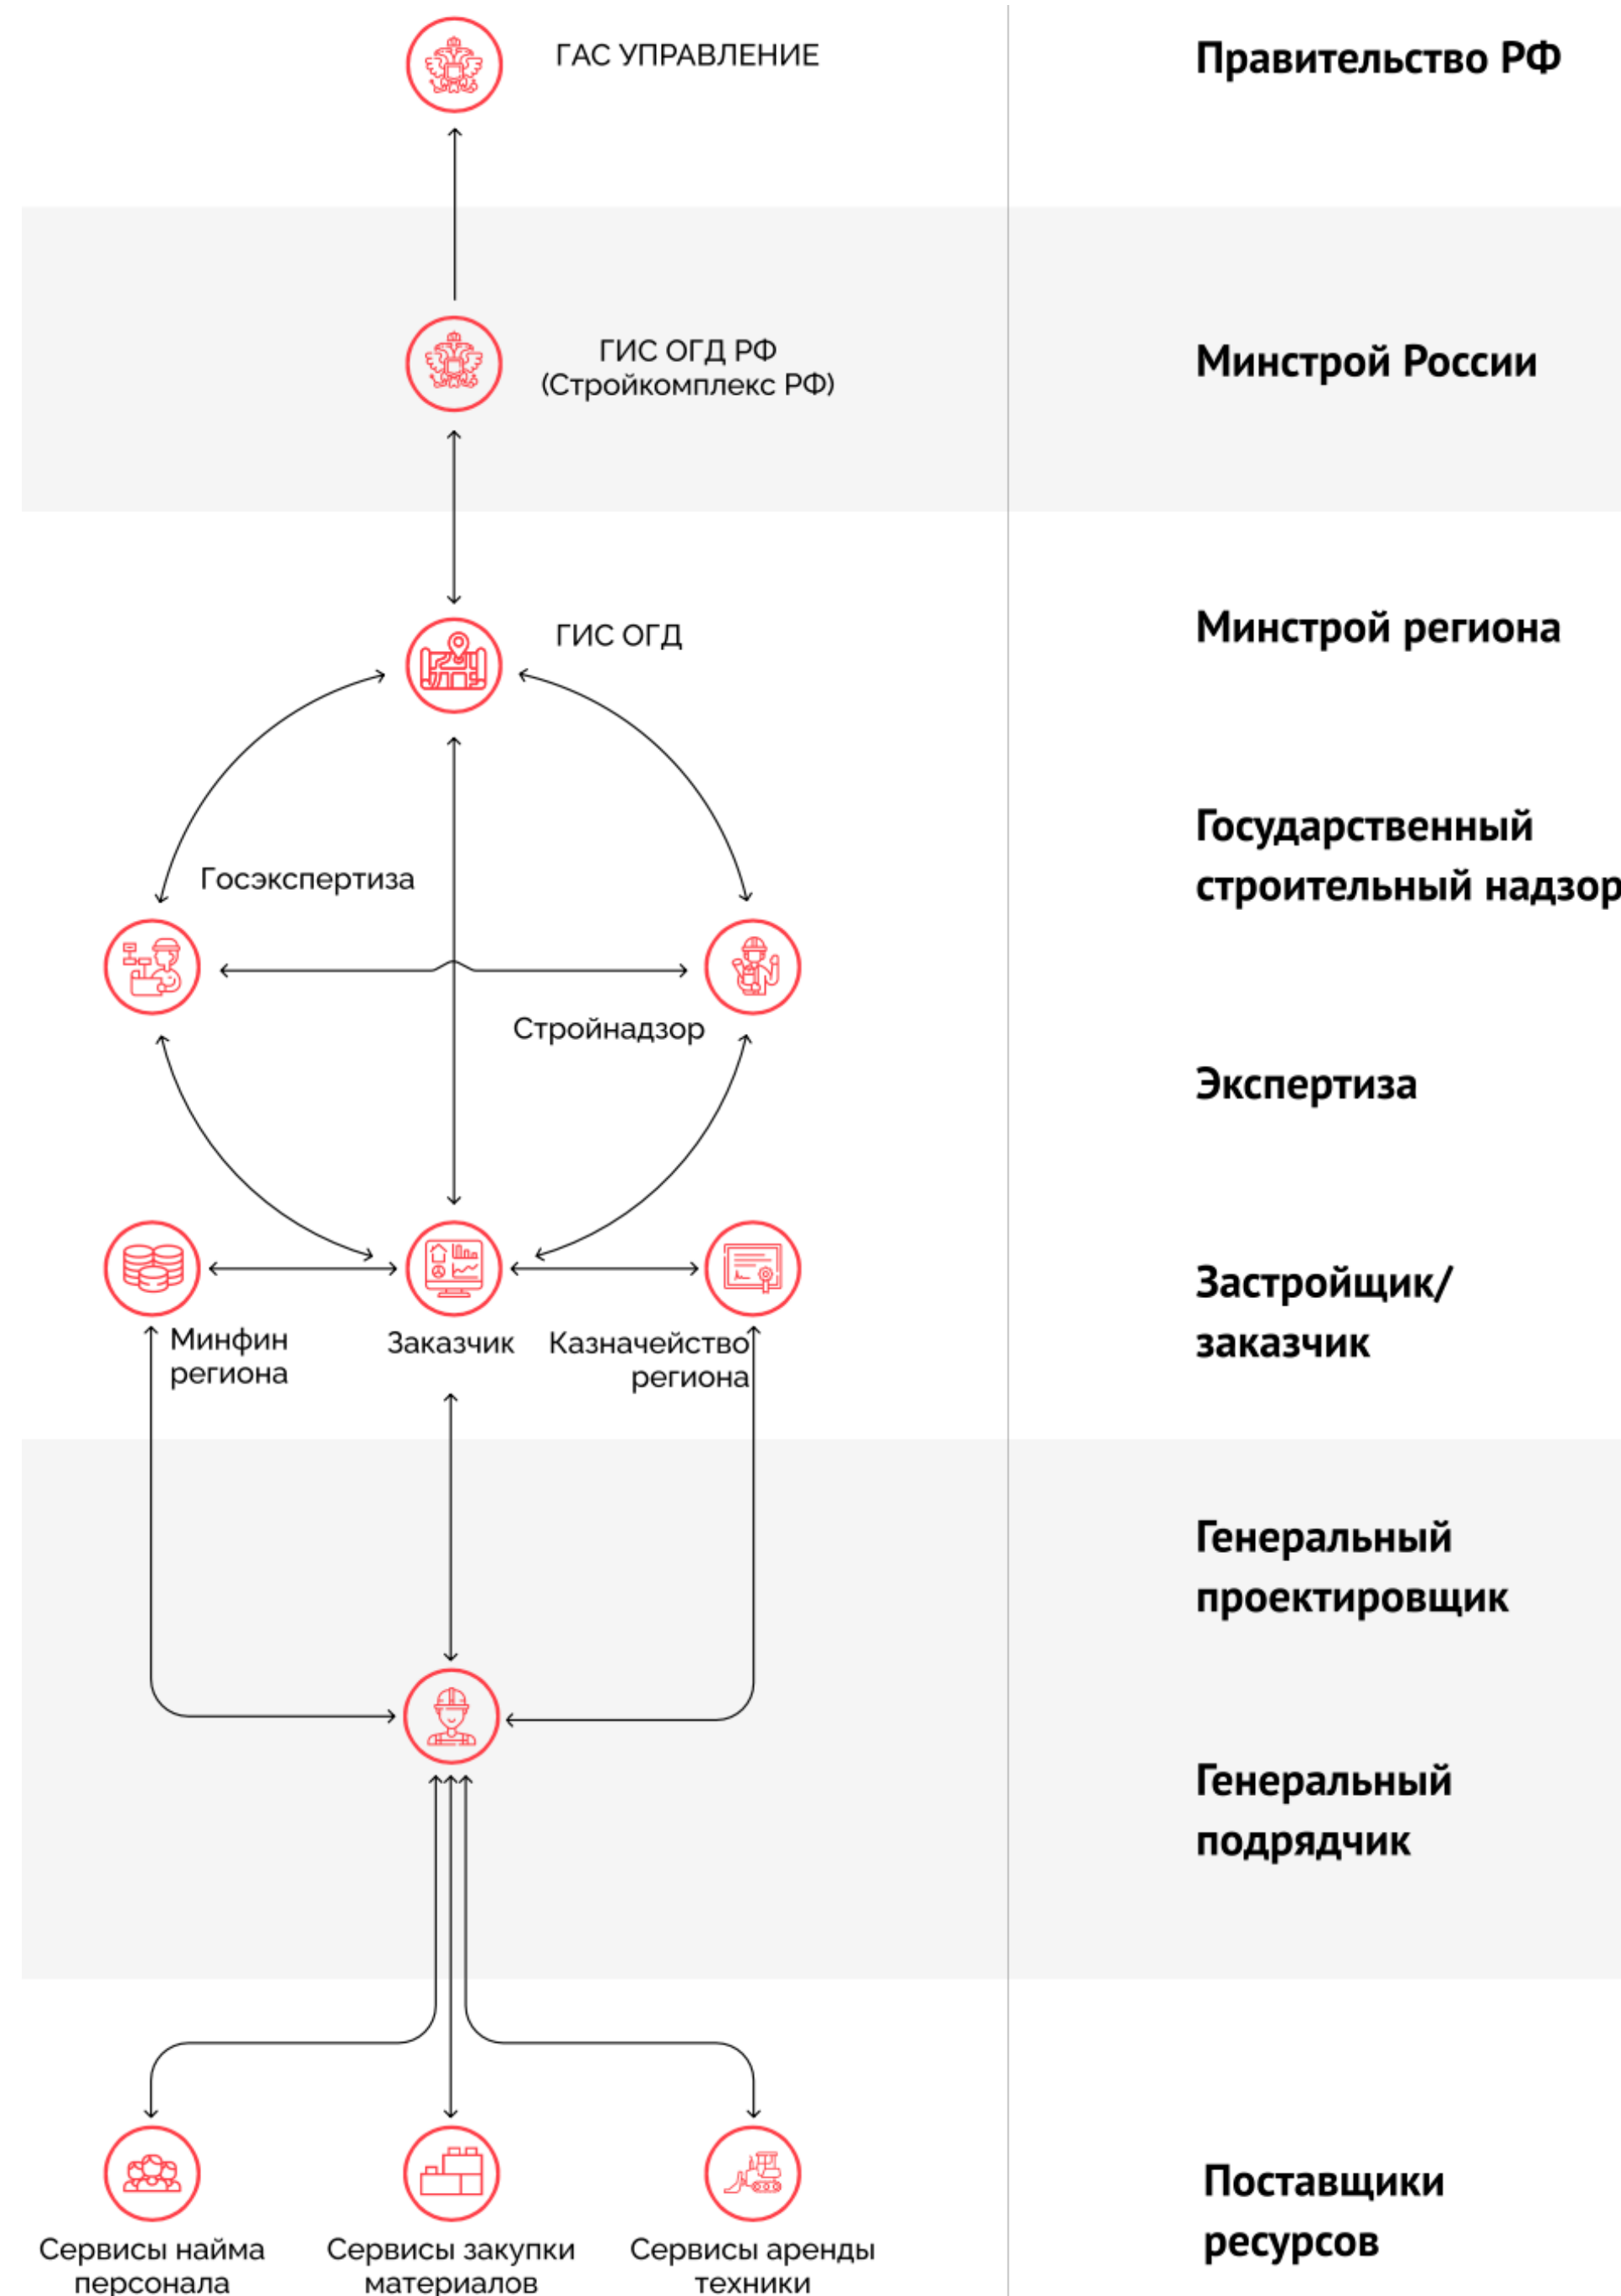 ГАС УПРАВЛЕНИЕ
Правительство РФ
ГИС ОГД РФ
(Стройкомплекс РФ)
Минстрой России
ГИС ОГД
Минстрой региона
Государственный
строительный надзор
Госэкспертиза
Стройнадзор
Экспертиза
Минфин
региона
Заказчик
Казначейство
региона
Застройщик/
заказчик
Генеральный
проектировщик
Генеральный
подрядчик
Сервисы найма
персонала
Сервисы закупки
материалов
Сервисы аренды
техники
Поставщики
ресурсов